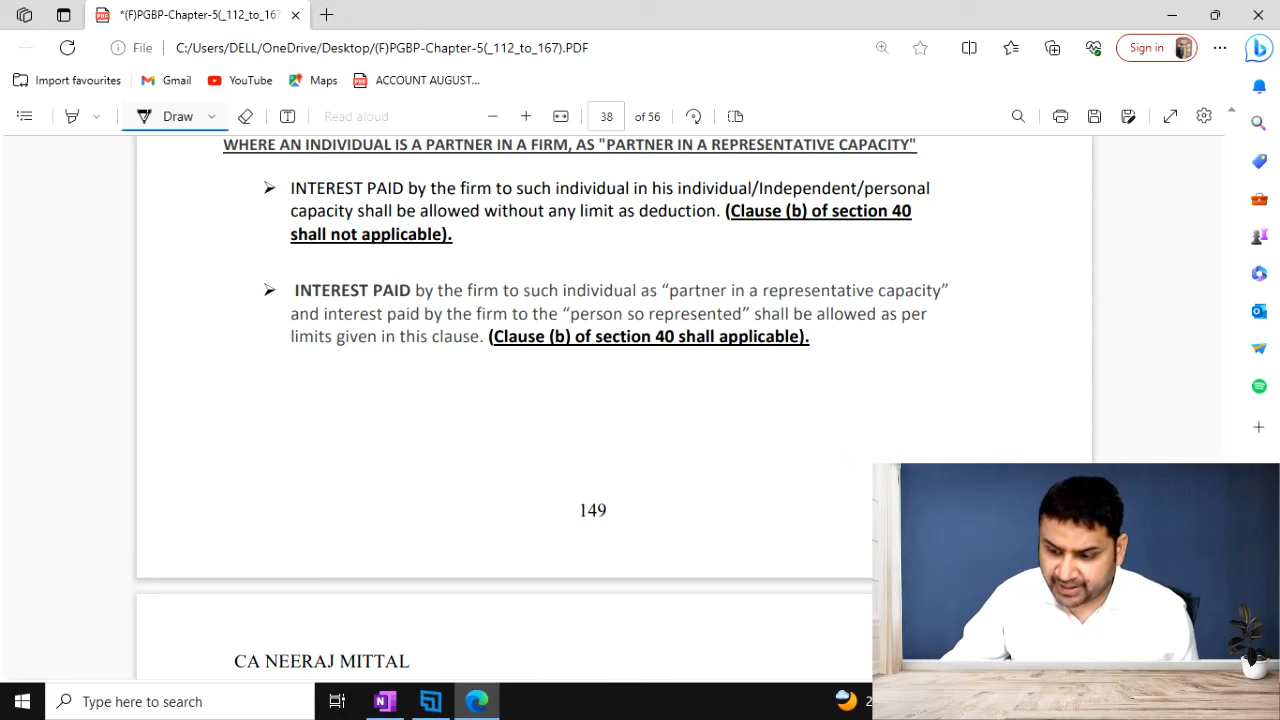 *(F)PGBP-Chapter-5(_112_to_167
File C:/Users/DELL/OneDrive/Desktop/(F)PGBP-Chapter-5(_112_to_167).PDF Sign in
Import favourites Gmail YouTube Maps ACCOUNT AUGUST...
Draw Read aloud 38 of 56
WHERE AN INDIVIDUAL IS A PARTNER IN A FIRM, AS "PARTNER IN A REPRESENTATIVE CAPACITY"
➢ INTEREST PAID by the firm to such individual in his individual/Independent/personal
capacity shall be allowed without any limit as deduction. (Clause (b) of section 40
shall not applicable).
➢ INTEREST PAID by the firm to such individual as “partner in a representative capacity”
and interest paid by the firm to the “person so represented” shall be allowed as per
limits given in this clause. (Clause (b) of section 40 shall applicable).
149
CA NEERAJ MITTAL
Type here to search 2